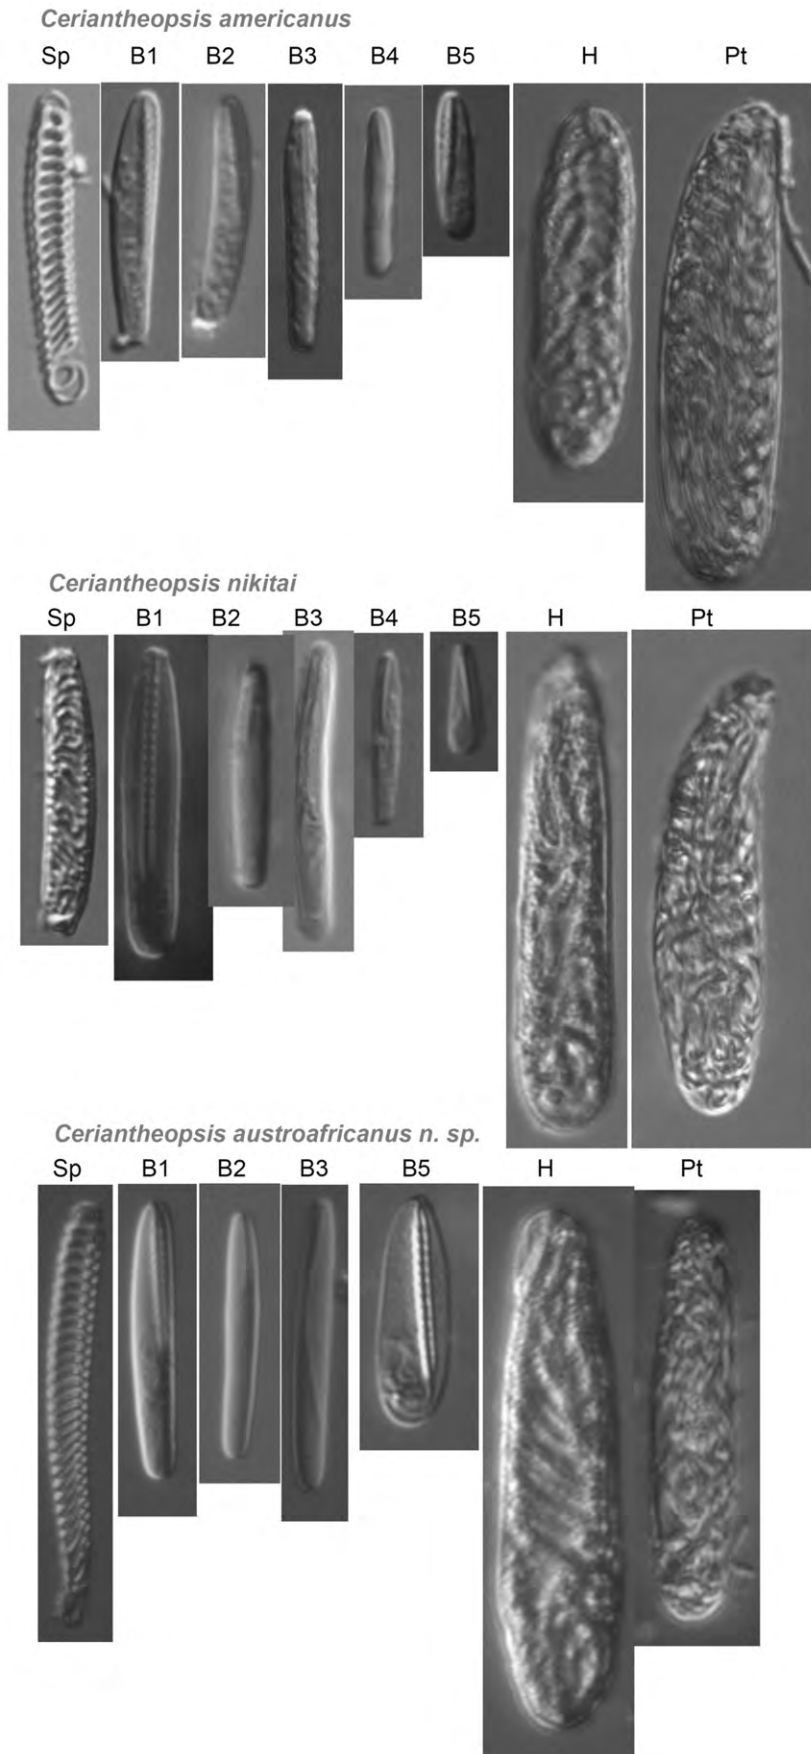 Ceriantheopsis americanus
Sp B1 B2 B3 B4 B5 H Pt
Ceriantheopsis nikitai
Sp B1 B2 B3 B4 B5 H Pt
Ceriantheopsis austroafricanus n. sp.
Sp B1 B2 B3 B5 H Pt